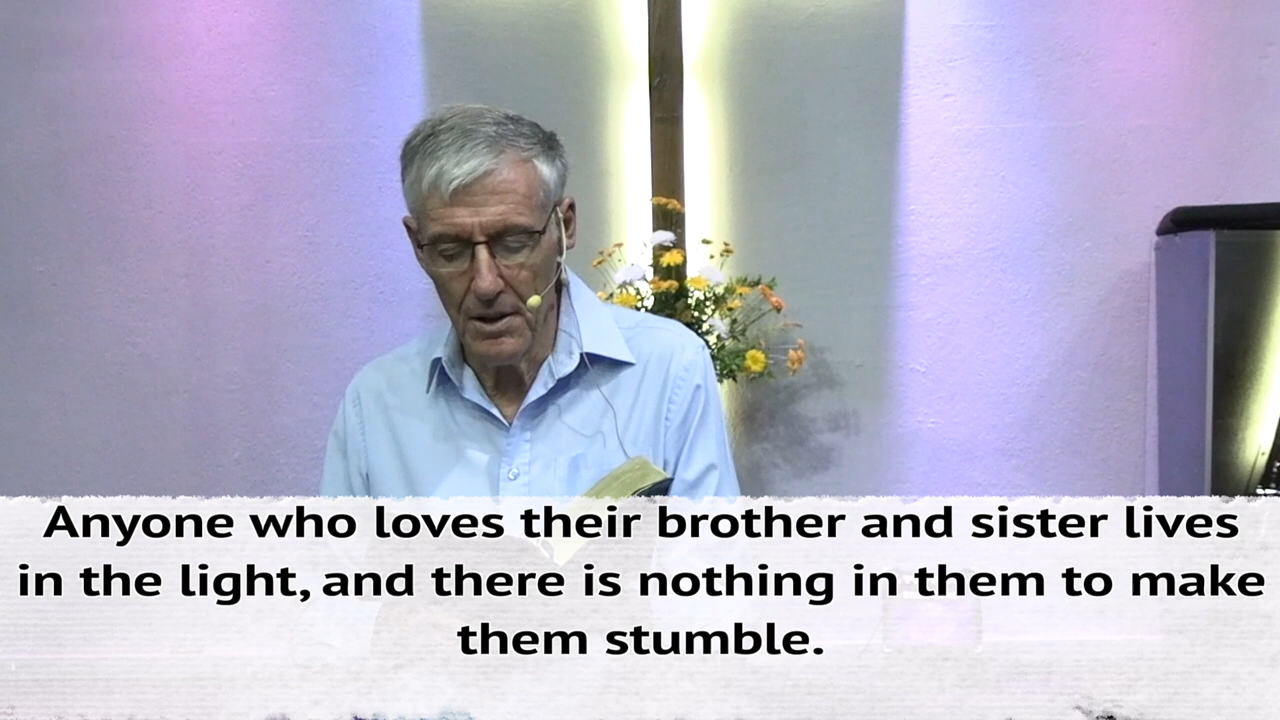 Anyone who loves their brother and sister lives
in the light, and there is nothing in them to make
them stumble.